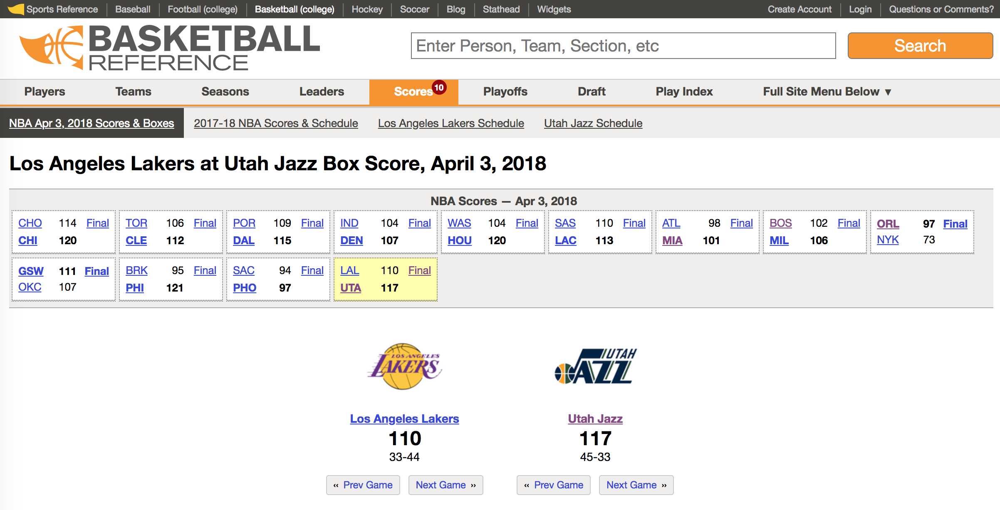 Sports Reference Baseball Football (college) Basketball (college) Hockey Soccer Blog Stathead Widgets Create Account Login Questions or Comments?
BASKETBALL
REFERENCE
Enter Person, Team, Section, etc Search
Players Teams Seasons Leaders Scores 10 Playoffs Draft Play Index Full Site Menu Below ▼
NBA Apr 3, 2018 Scores & Boxes 2017-18 NBA Scores & Schedule Los Angeles Lakers Schedule Utah Jazz Schedule
Los Angeles Lakers at Utah Jazz Box Score, April 3, 2018
NBA Scores — Apr 3, 2018
CHO 114 Final TOR 106 Final POR 109 Final IND 104 Final WAS 104 Final SAS 110 Final ATL 98 Final BOS 102 Final ORL 97 Final
CHI 120 CLE 112 DAL 115 DEN 107 HOU 120 LAC 113 MIA 101 MIL 106 NYK 73
GSW 111 Final BRK 95 Final SAC 94 Final LAL 110 Final
OKC 107 PHI 121 PHO 97 UTA 117
LOS ANGELES UTAH
LAKERS JAZZ
Los Angeles Lakers Utah Jazz
110 117
33-44 45-33
« Prev Game Next Game » « Prev Game Next Game »